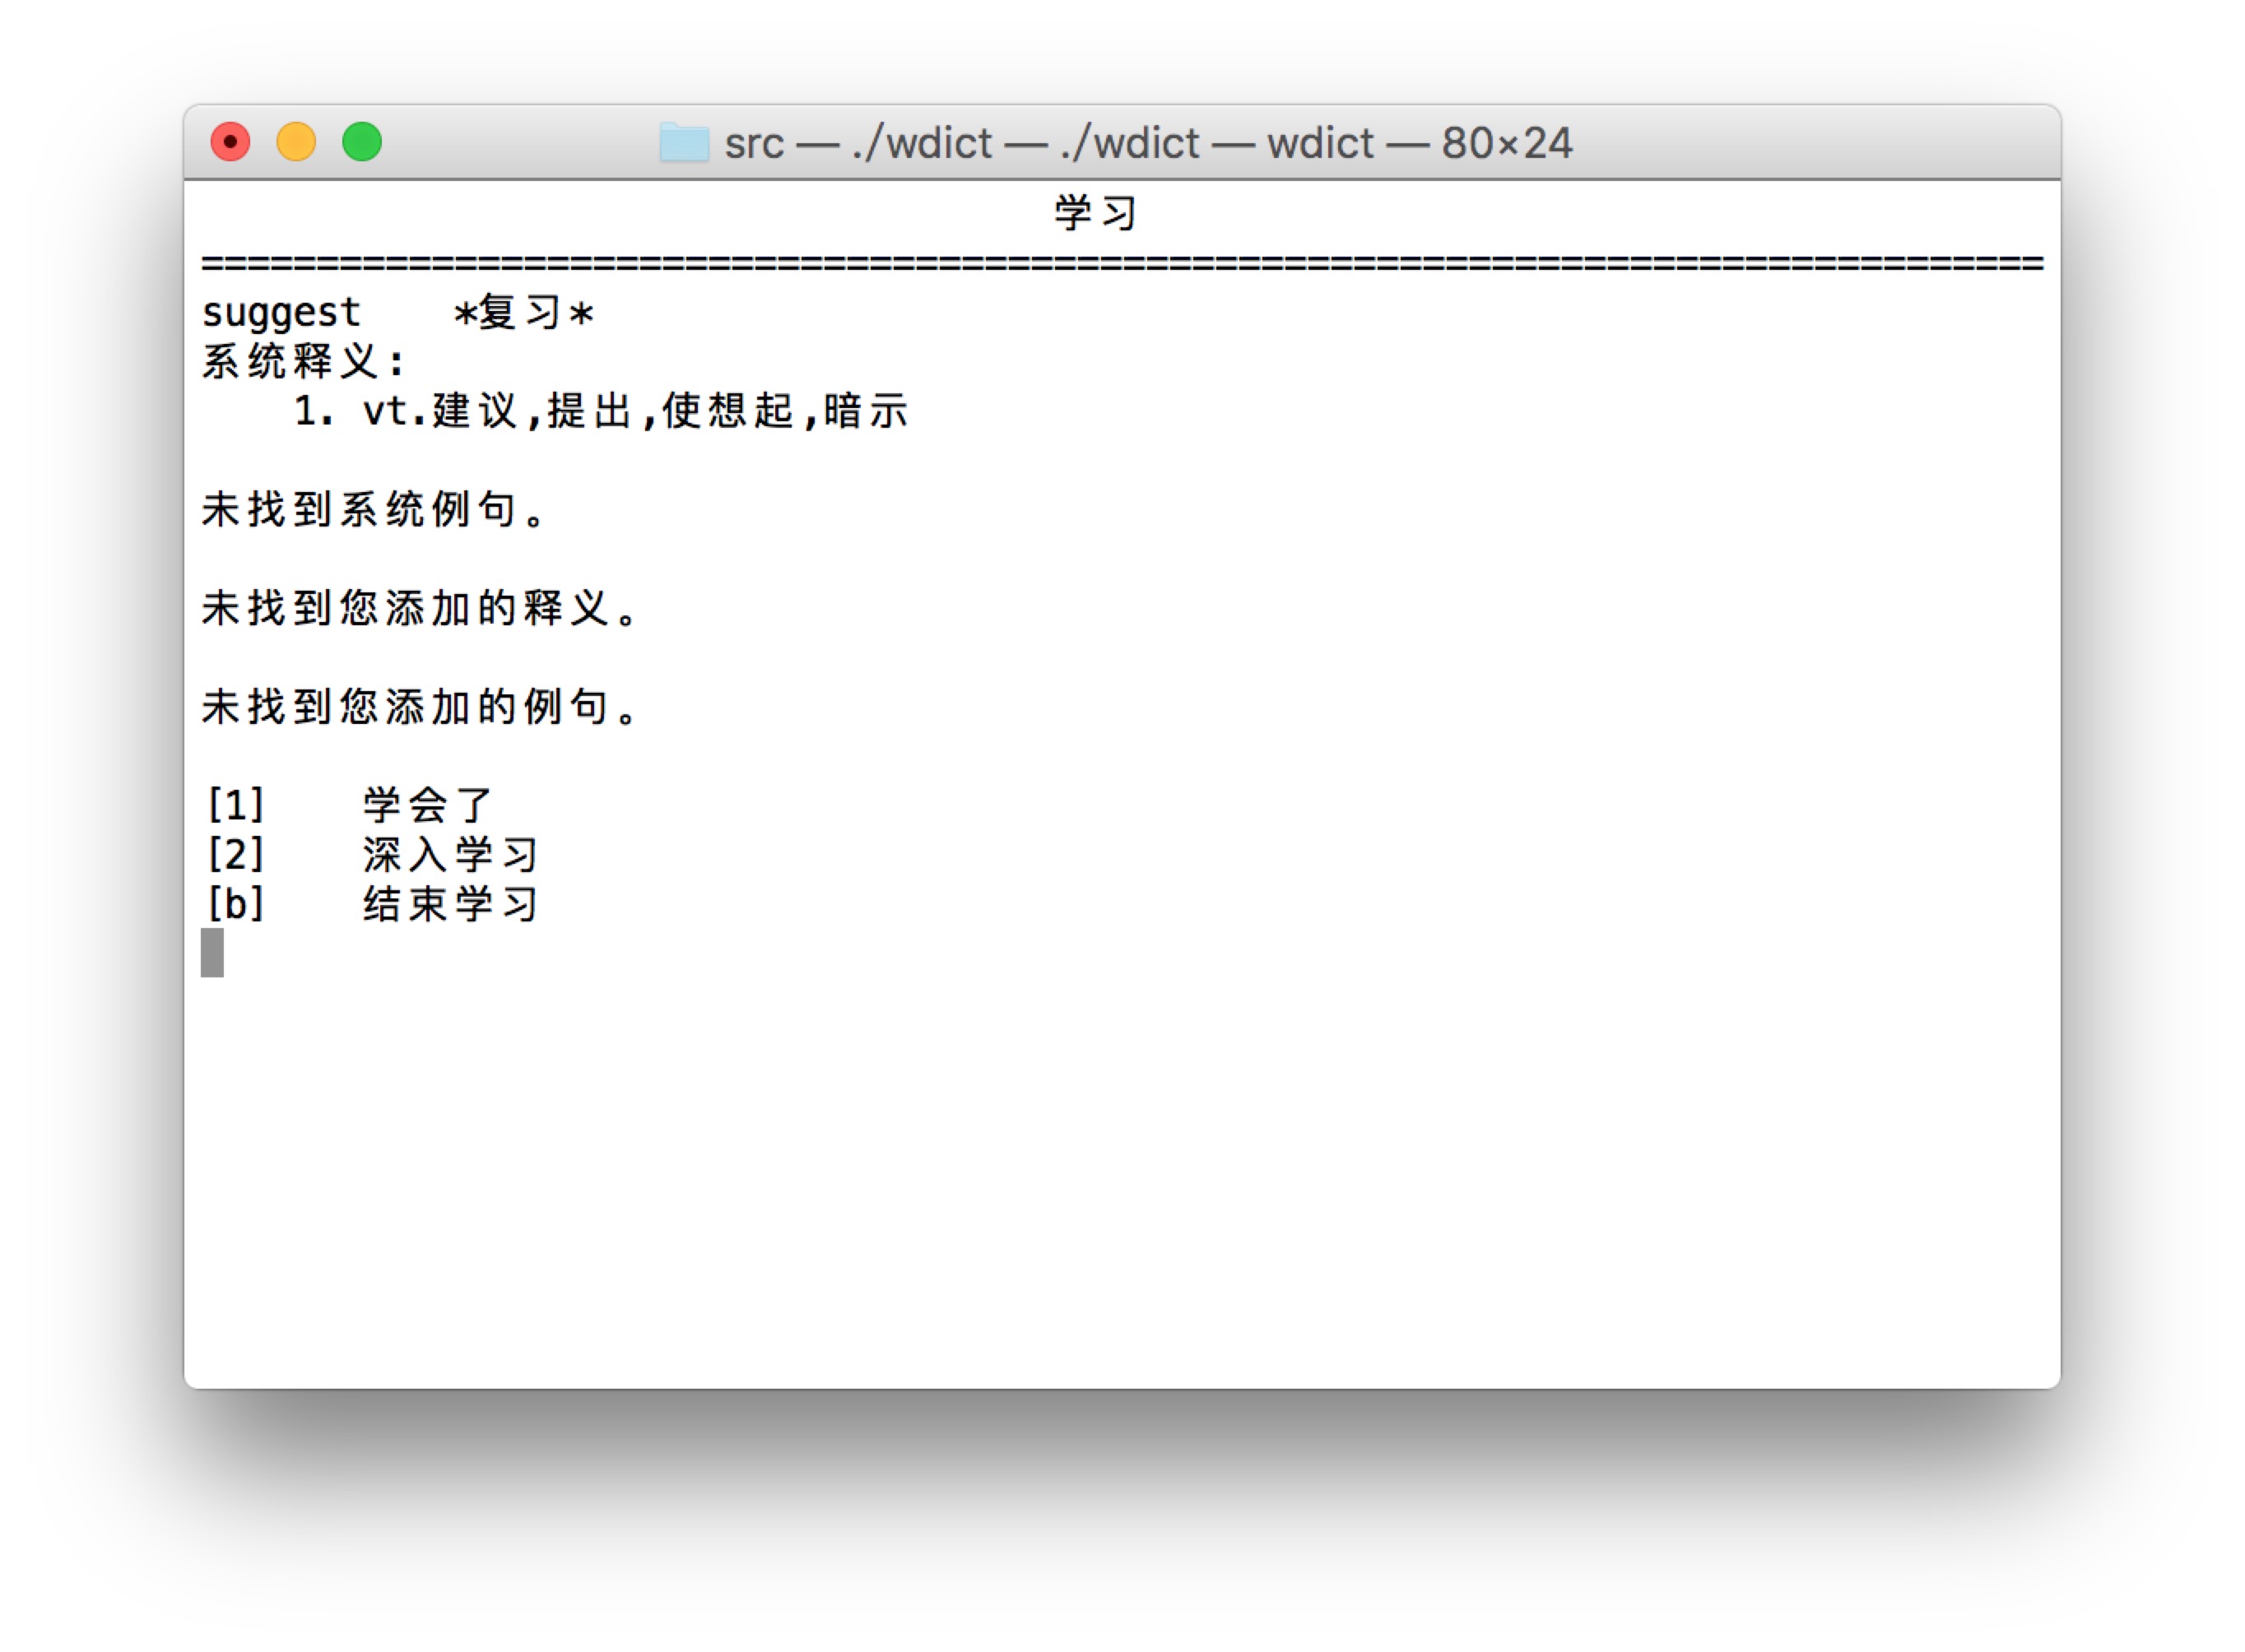 src — ./wdict — ./wdict — wdict — 80×24
学习
================================================================================
suggest    *复习*
系统释义:
    1. vt.建议,提出,使想起,暗示
未找到系统例句。
未找到您添加的释义。
未找到您添加的例句。
[1]    学会了
[2]    深入学习
[b]    结束学习